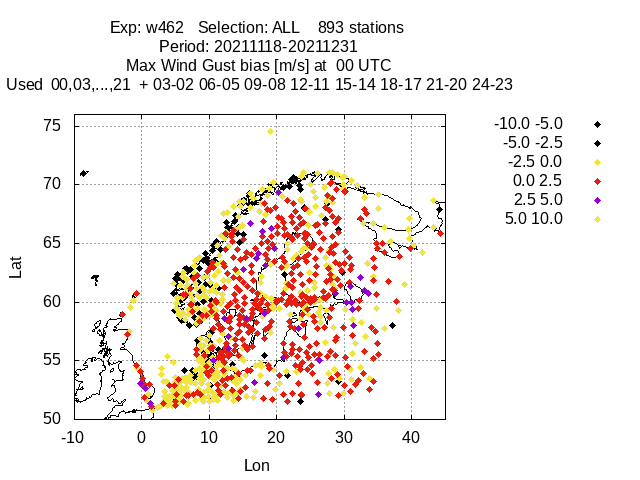 Exp: w462 Selection: ALL 893 stations
Period: 20211118-20211231
Max Wind Gust bias [m/s] at 00 UTC
Used 00,03,...,21 + 03-02 06-05 09-08 12-11 15-14 18-17 21-20 24-23
-10.0 -5.0
-5.0 -2.5
-2.5 0.0
0.0 2.5
2.5 5.0
5.0 10.0
75
70
65
60
55
50
Lat
-10 0 10 20 30 40
Lon